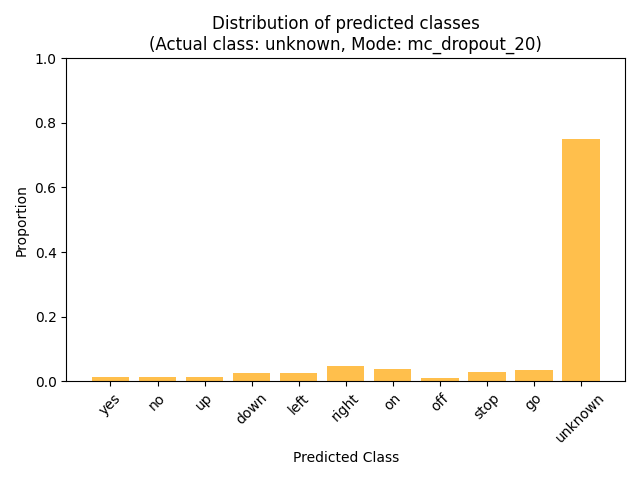 Distribution of predicted classes
(Actual class: unknown, Mode: mc_dropout_20)
1.0
0.8
0.6
0.4
0.2
0.0
Proportion
yes
no
up
down
left
right
on
off
stop
go
unknown
Predicted Class